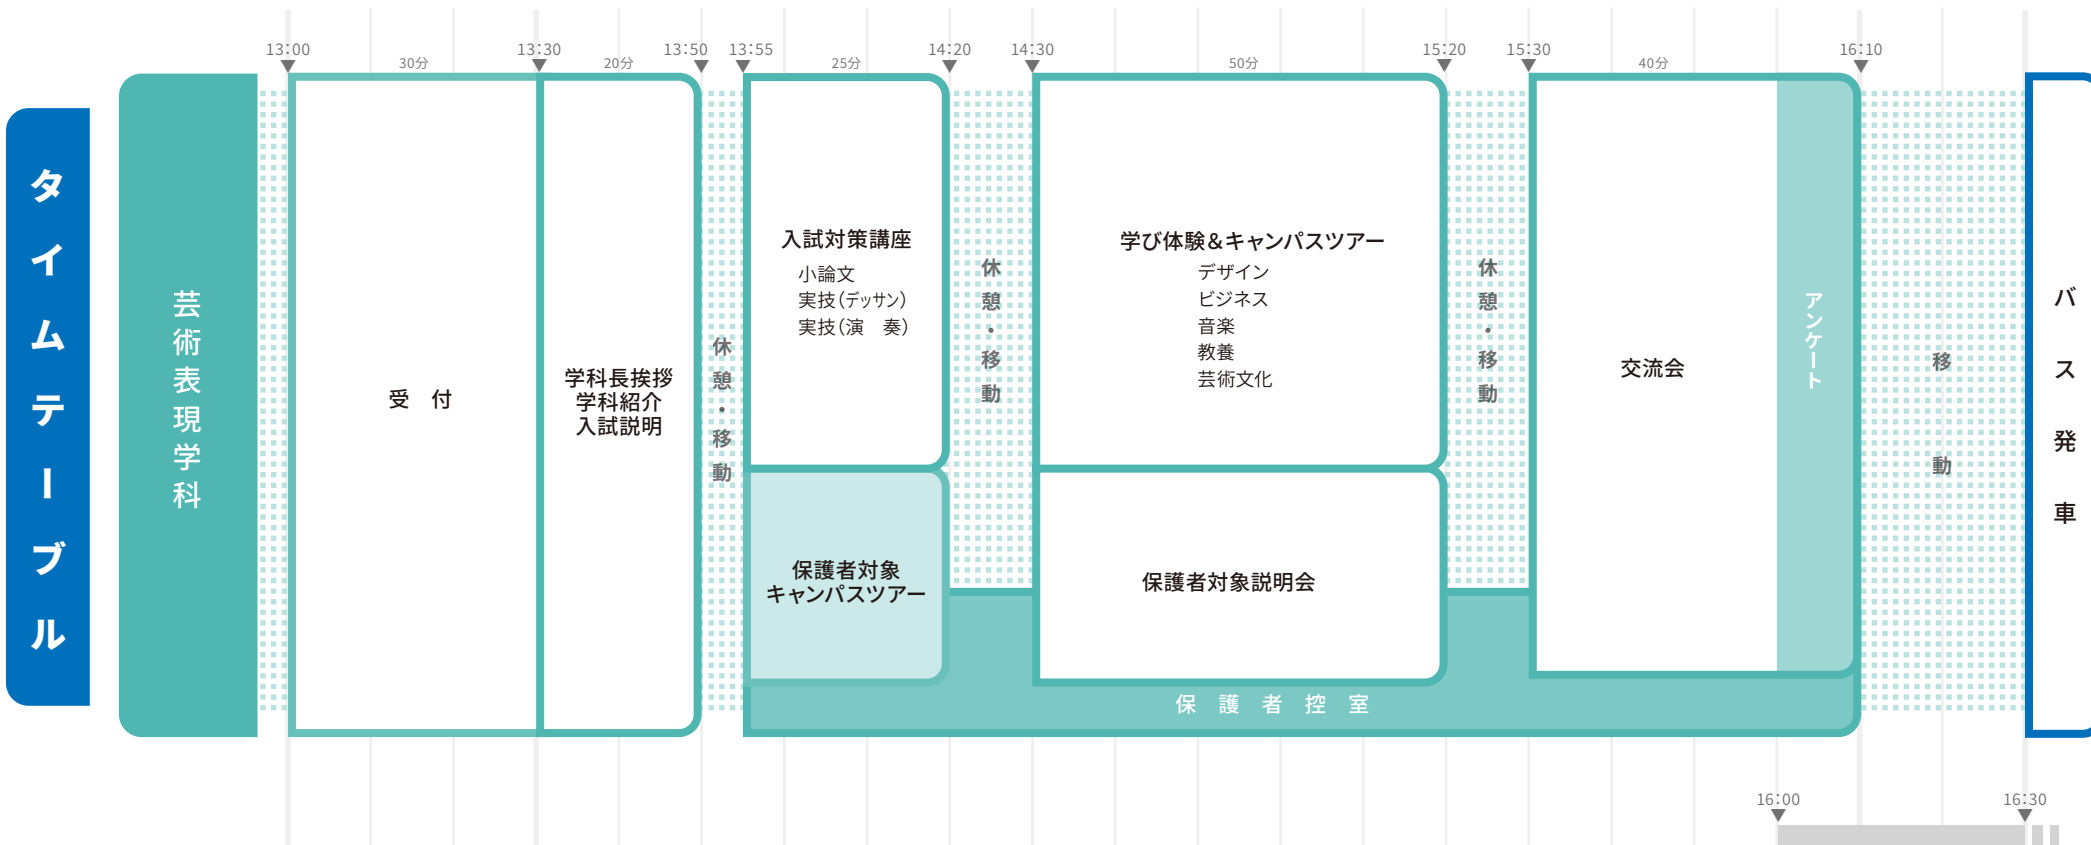 タイムテーブル
芸術表現学科
13:00
30分
13:30
20分
13:50
13:55
25分
14:20
14:30
50分
15:20
15:30
40分
16:10
受　付
学科長挨拶
学科紹介
入試説明
休憩・移動
入試対策講座
小論文
実技(デッサン)
実技(演　奏)
保護者対象
キャンパスツアー
休憩・移動
学び体験&キャンパスツアー
デザイン
ビジネス
音楽
教養
芸術文化
保護者対象説明会
休憩・移動
交流会
アンケート
保護者控室
移動
バス発車
16:00
16:30